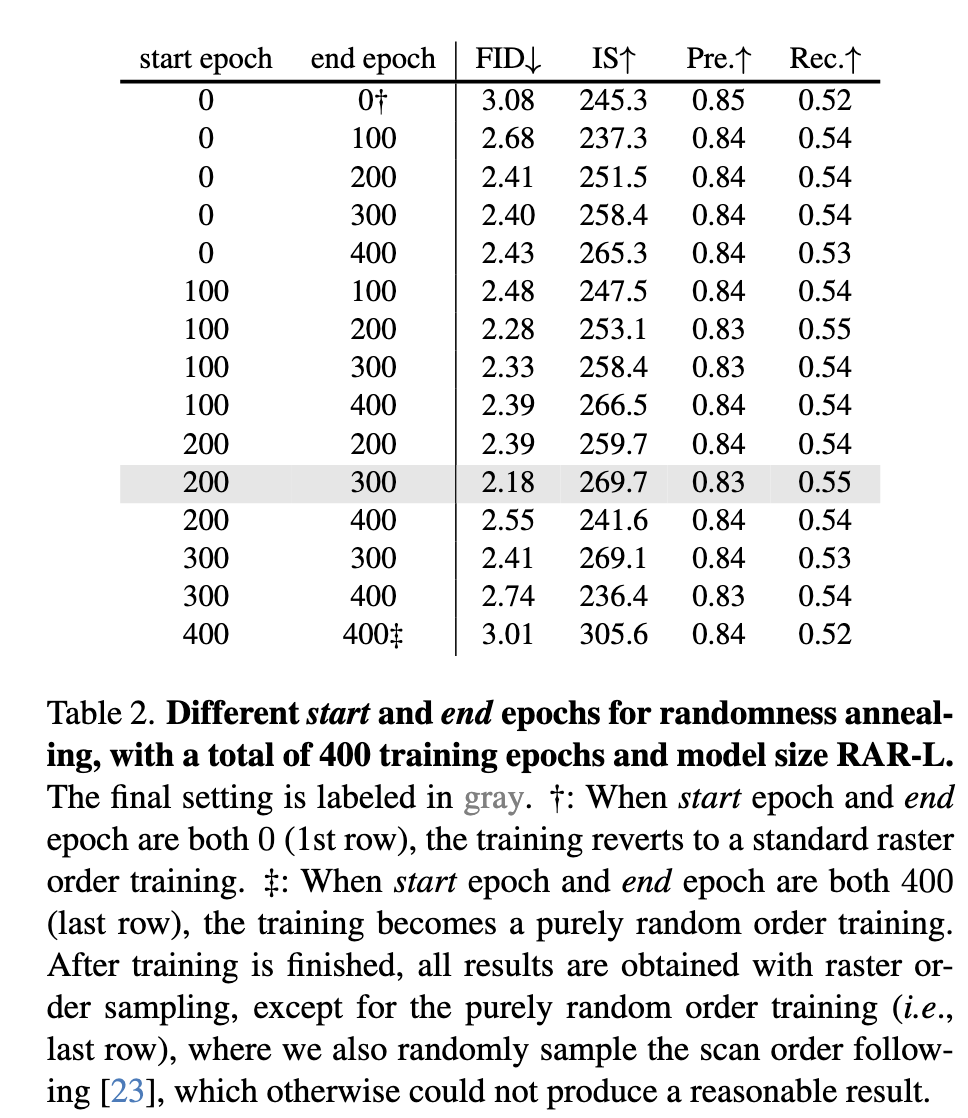 start epoch end epoch FID↓ IS↑ Pre.↑ Rec.↑
0 0† 3.08 245.3 0.85 0.52
0 100 2.68 237.3 0.84 0.54
0 200 2.41 251.5 0.84 0.54
0 300 2.40 258.4 0.84 0.54
0 400 2.43 265.3 0.84 0.53
100 100 2.48 247.5 0.84 0.54
100 200 2.28 253.1 0.83 0.55
100 300 2.33 258.4 0.83 0.54
100 400 2.39 266.5 0.84 0.54
200 200 2.39 259.7 0.84 0.54
200 300 2.18 269.7 0.83 0.55
200 400 2.55 241.6 0.84 0.54
300 300 2.41 269.1 0.84 0.53
300 400 2.74 236.4 0.83 0.54
400 400‡ 3.01 305.6 0.84 0.52
Table 2. Different start and end epochs for randomness anneal-
ing, with a total of 400 training epochs and model size RAR-L.
The final setting is labeled in gray. †: When start epoch and end
epoch are both 0 (1st row), the training reverts to a standard raster
order training. ‡: When start epoch and end epoch are both 400
(last row), the training becomes a purely random order training.
After training is finished, all results are obtained with raster or-
der sampling, except for the purely random order training (i.e.,
last row), where we also randomly sample the scan order follow-
ing [23], which otherwise could not produce a reasonable result.